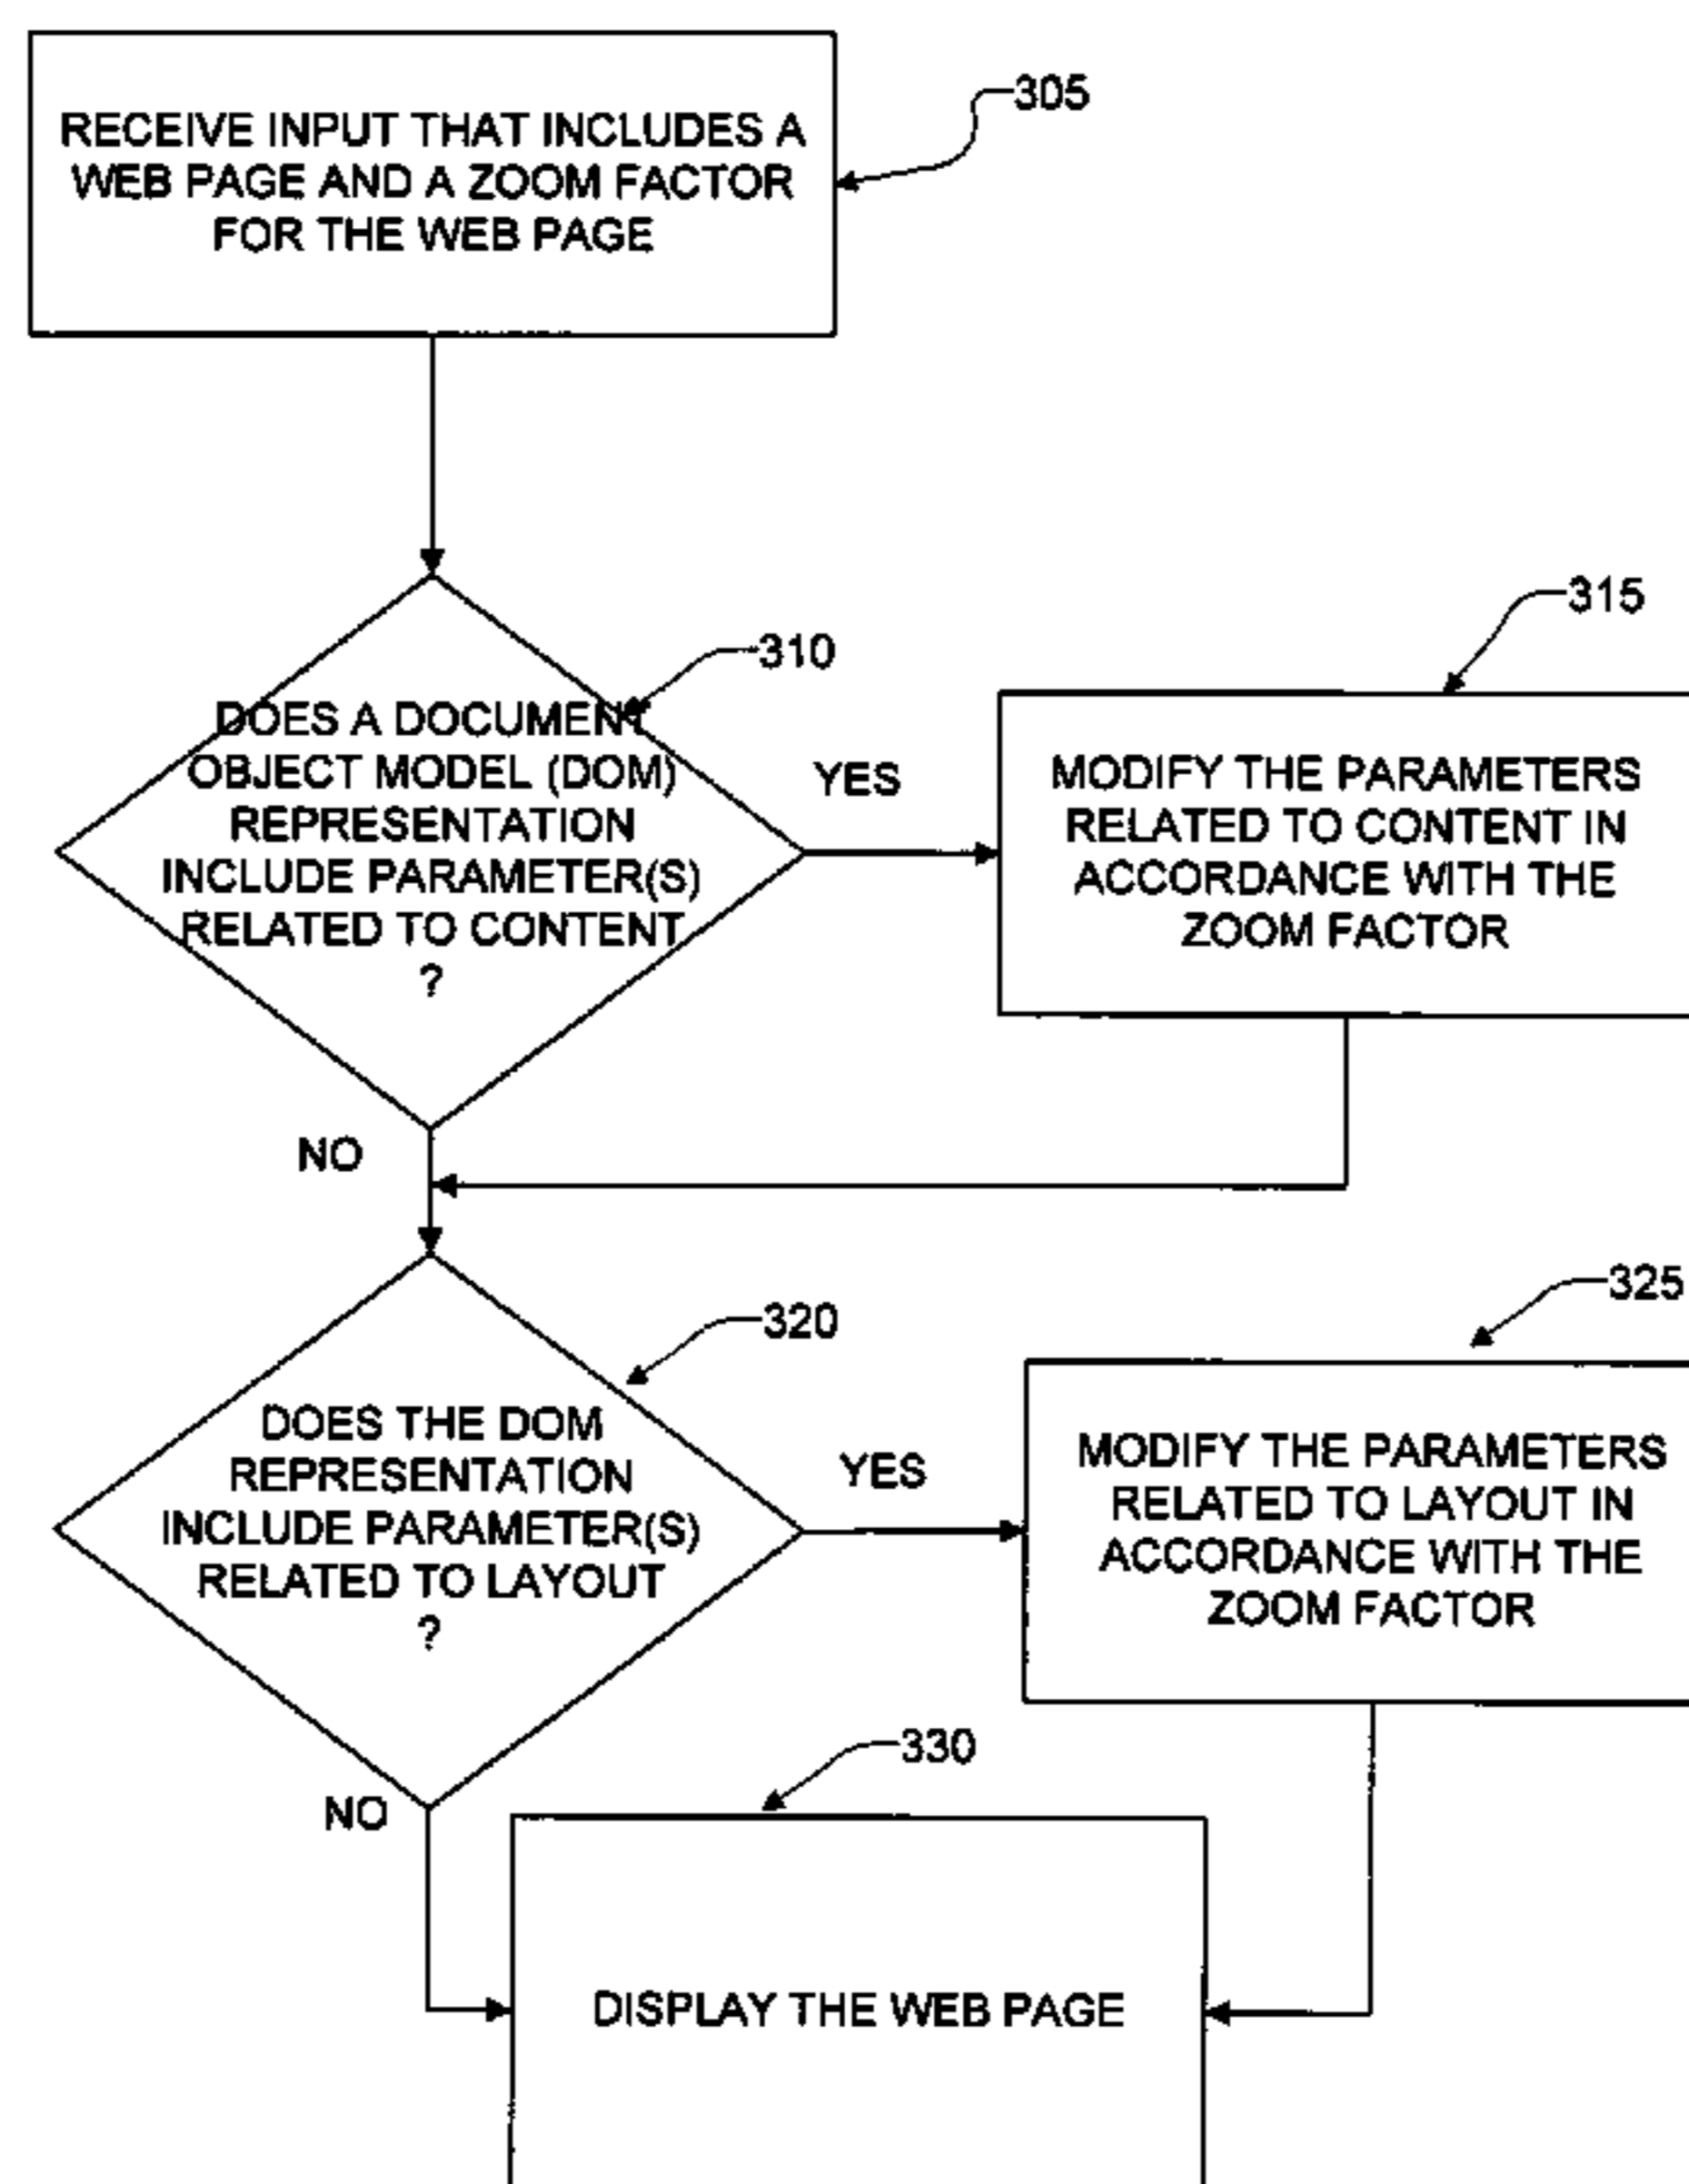 305
RECEIVE INPUT THAT INCLUDES A
WEB PAGE AND A ZOOM FACTOR
FOR THE WEB PAGE
310
DOES A DOCUMENT
OBJECT MODEL (DOM)
REPRESENTATION
INCLUDE PARAMETER(S)
RELATED TO CONTENT
?
YES
315
MODIFY THE PARAMETERS
RELATED TO CONTENT IN
ACCORDANCE WITH THE
ZOOM FACTOR
NO
320
DOES THE DOM
REPRESENTATION
INCLUDE PARAMETER(S)
RELATED TO LAYOUT
?
YES
325
MODIFY THE PARAMETERS
RELATED TO LAYOUT IN
ACCORDANCE WITH THE
ZOOM FACTOR
NO
330
DISPLAY THE WEB PAGE